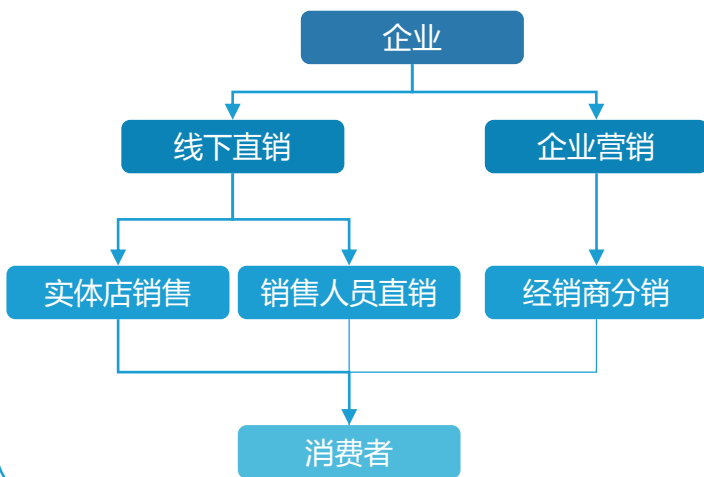 企业
线下直销
企业营销
实体店销售
销售人员直销
经销商分销
消费者